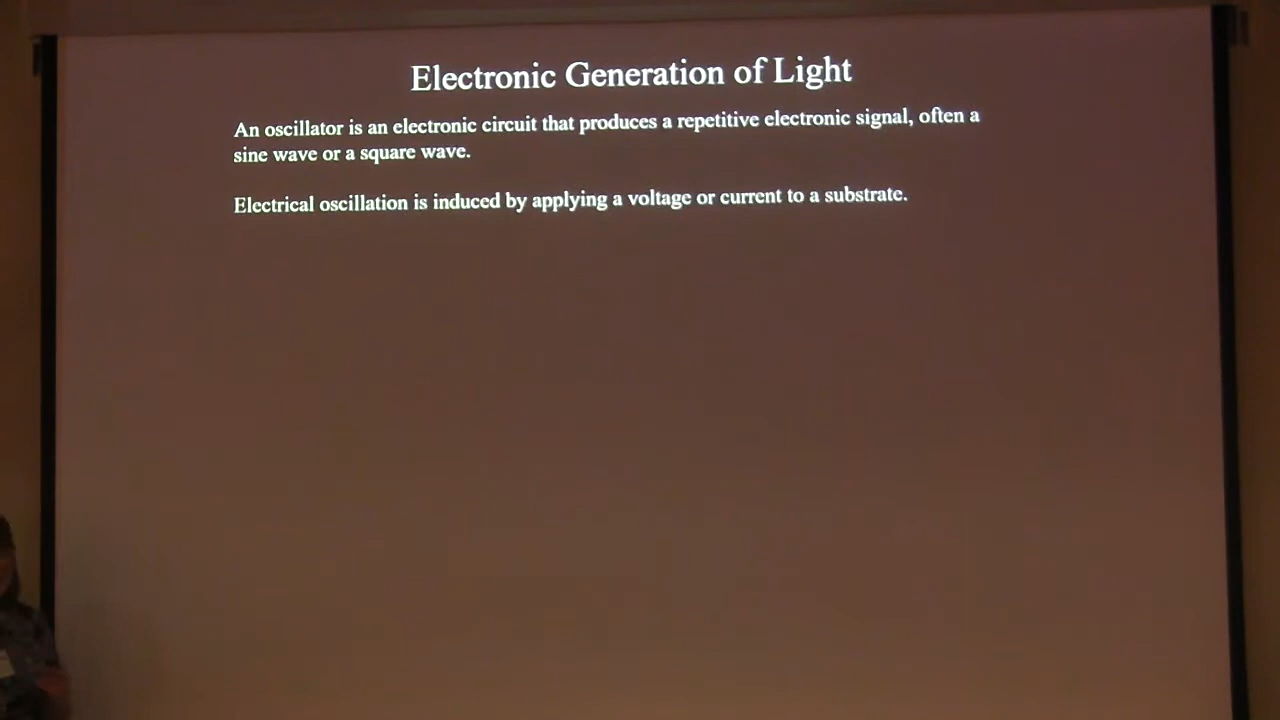 Electronic Generation of Light
An oscillator is an electronic circuit that produces a repetitive electronic signal, often a
sine wave or a square wave.
Electrical oscillation is induced by applying a voltage or current to a substrate.